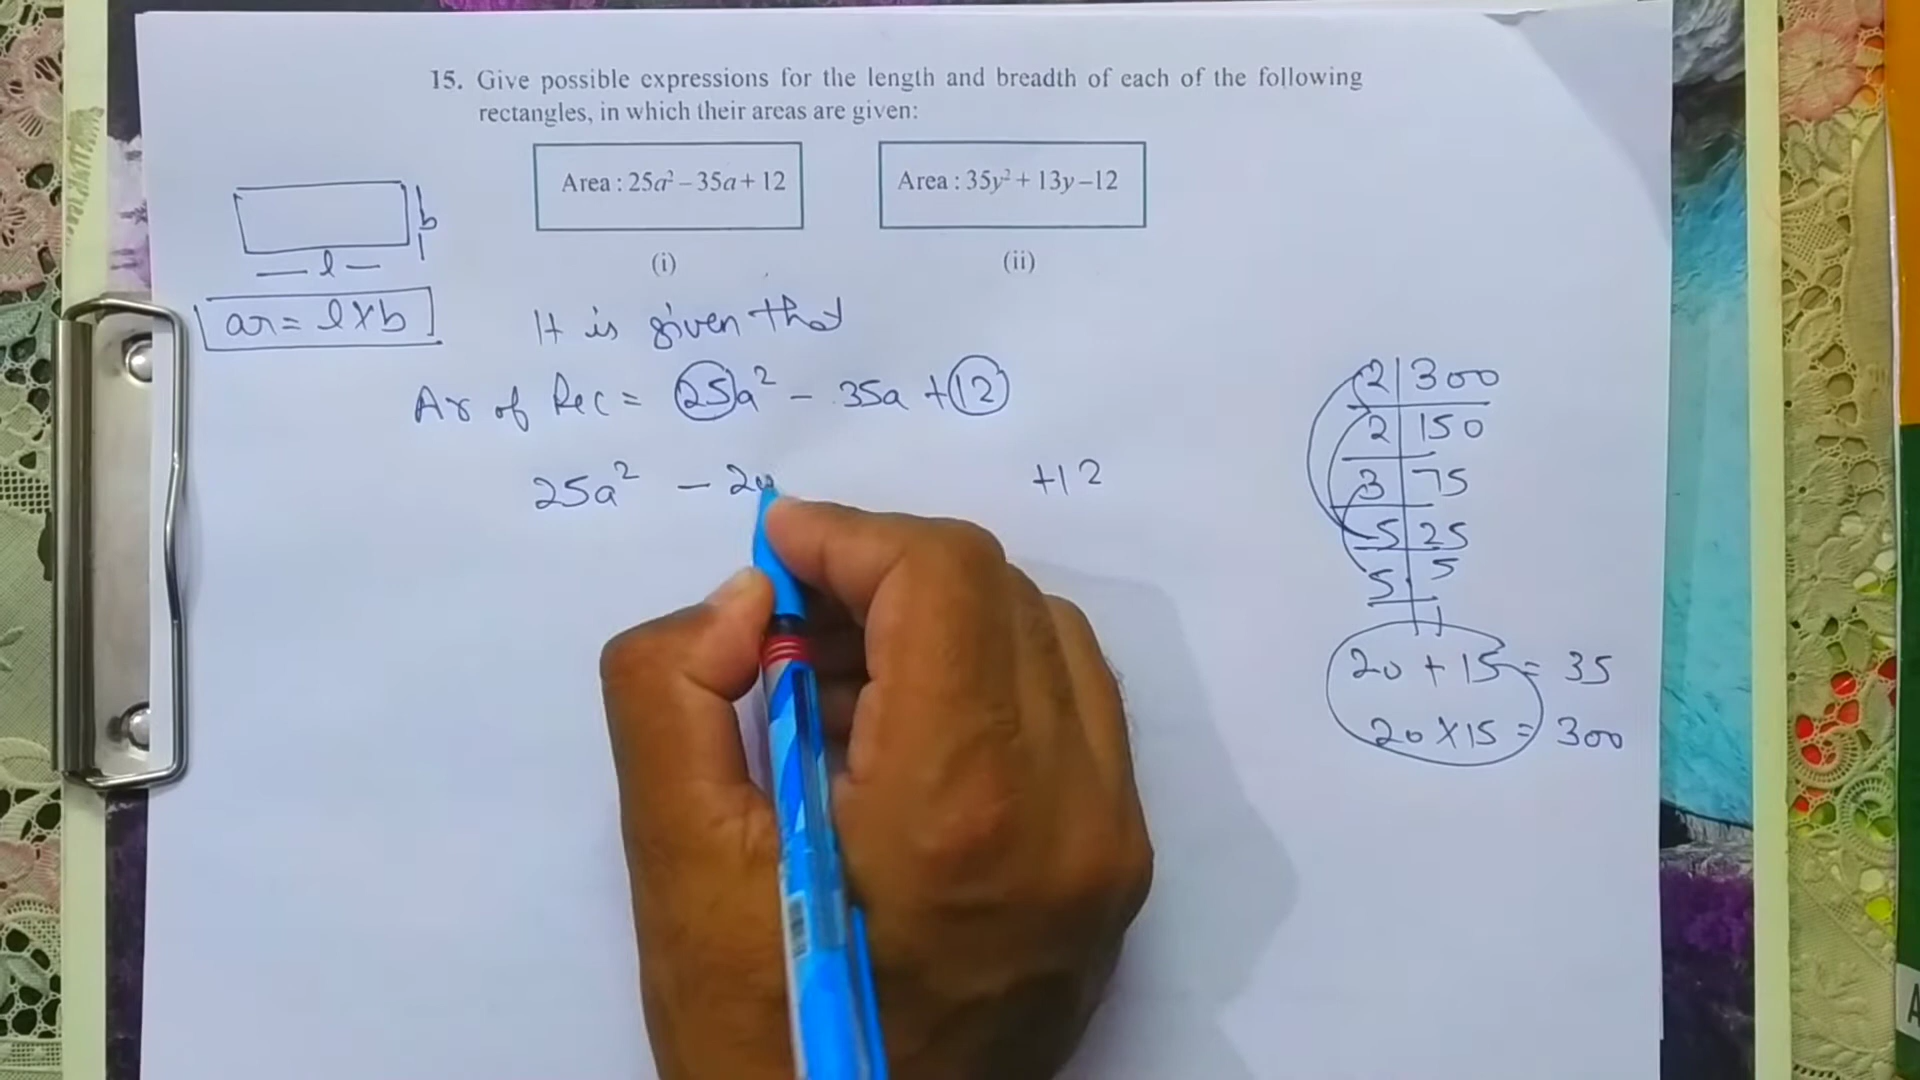 15. Give possible expressions for the length and breadth of each of the following
rectangles, in which their areas are given:
Area : 25a² – 35a + 12
Area : 35y² + 13y –12
(i)
(ii)
b
l
ar = l × b
It is given that
Ar of Rec = 25a² - 35a + 12
25a² - 20 +12
2 | 300
2 | 150
3 | 75
5 | 25
5 | 5
1
20 + 15 = 35
20 × 15 = 300
A